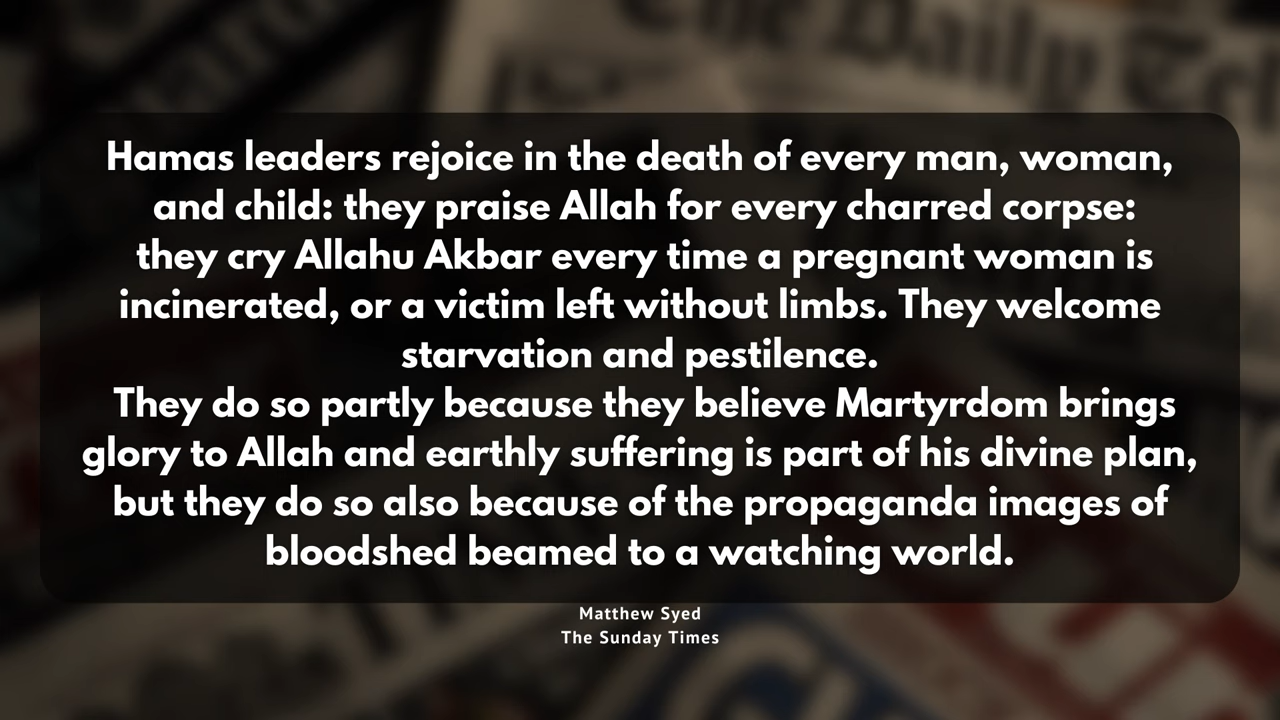 The Daily Tel
Hamas leaders rejoice in the death of every man, woman,
and child: they praise Allah for every charred corpse:
they cry Allahu Akbar every time a pregnant woman is
incinerated, or a victim left without limbs. They welcome
starvation and pestilence.
They do so partly because they believe Martyrdom brings
glory to Allah and earthly suffering is part of his divine plan,
but they do so also because of the propaganda images of
bloodshed beamed to a watching world.
Matthew Syed
The Sunday Times